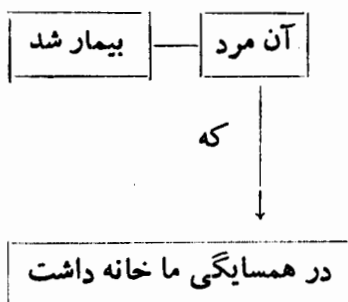 آن مرد بیمار شد
که
در همسایگی ما خانه داشت